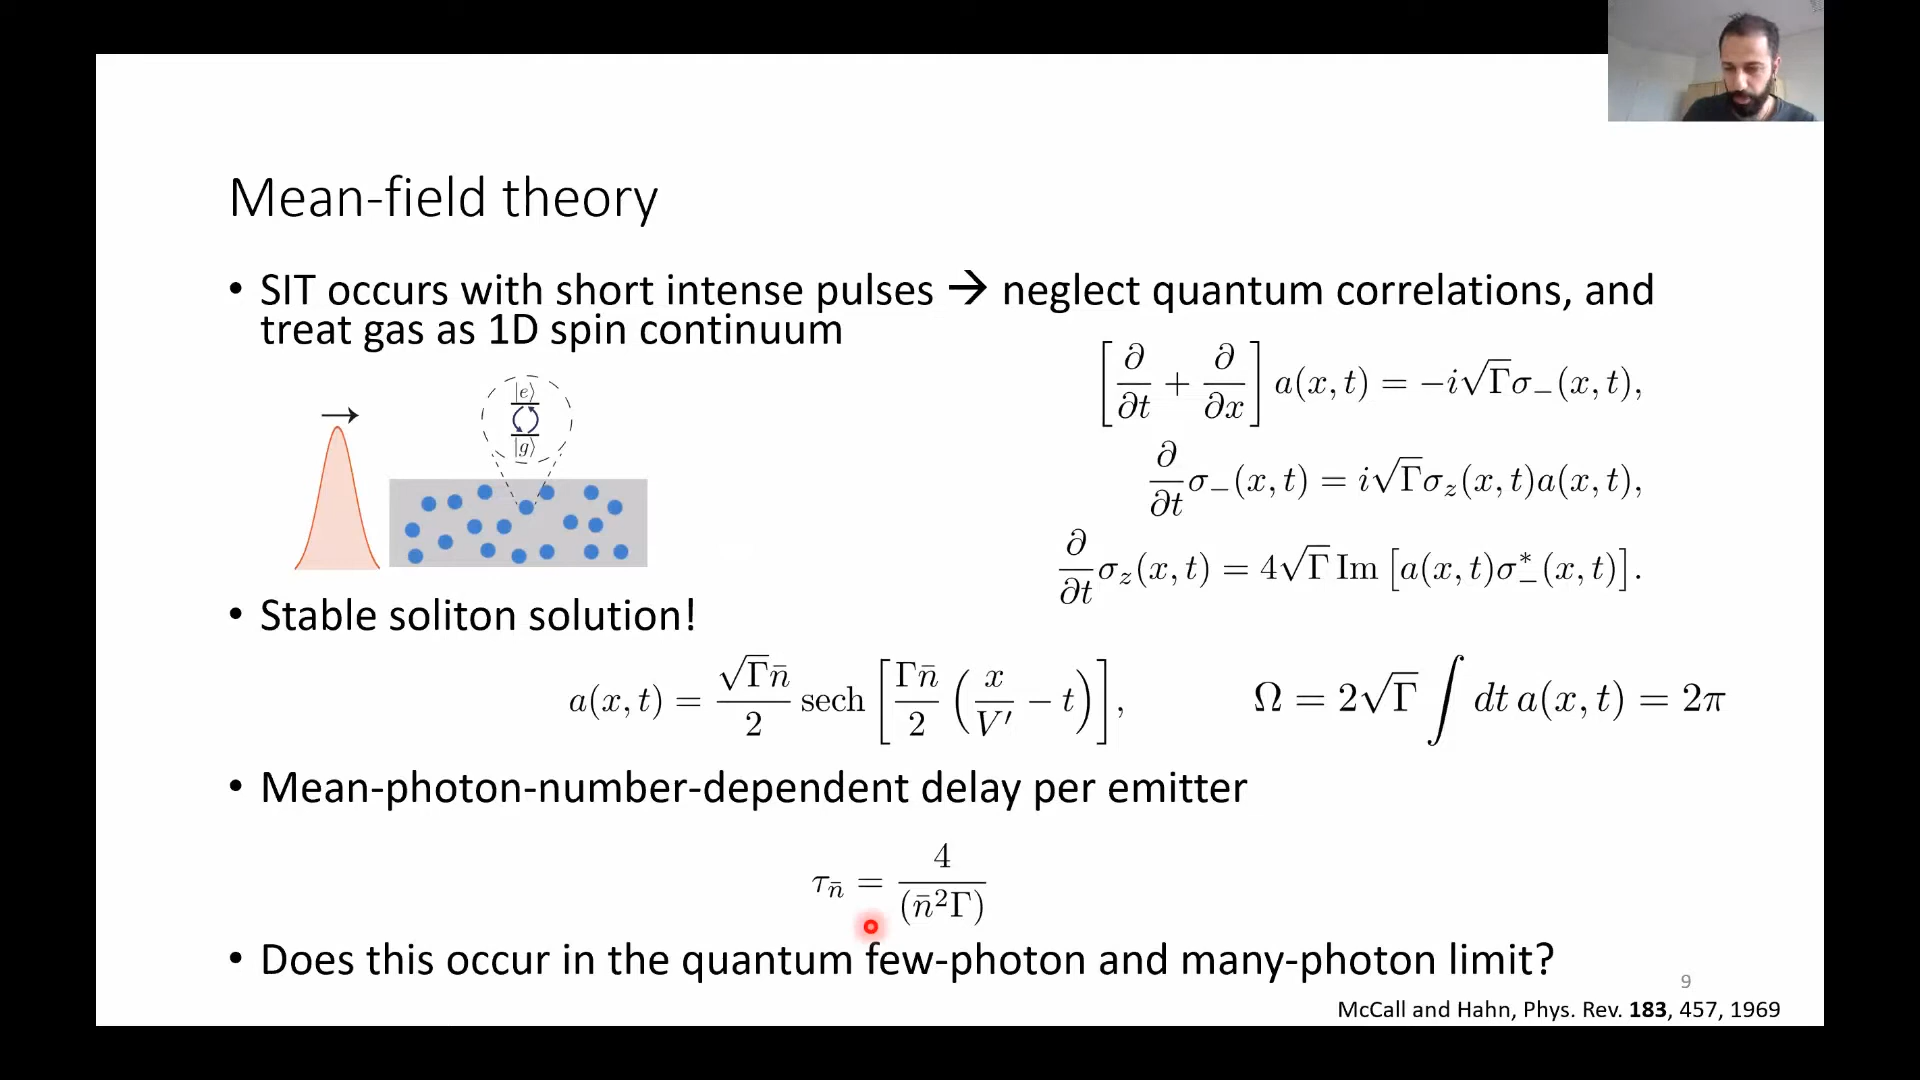 Mean-field theory
• SIT occurs with short intense pulses → neglect quantum correlations, and
treat gas as 1D spin continuum
[∂/∂t + ∂/∂x] a(x, t) = −i√Γσ₋(x, t),
|e⟩
|g⟩
∂/∂t σ₋(x, t) = i√Γσ_z(x, t)a(x, t),
∂/∂t σ_z(x, t) = 4√Γ Im [a(x, t)σ₋*(x, t)].
• Stable soliton solution!
a(x, t) = √Γn̄/2 sech [Γn̄/2 (x/V′ − t)],
Ω = 2√Γ ∫ dt a(x, t) = 2π
• Mean-photon-number-dependent delay per emitter
τ_n̄ = 4/(n̄²Γ)
• Does this occur in the quantum few-photon and many-photon limit?
9
McCall and Hahn, Phys. Rev. 183, 457, 1969